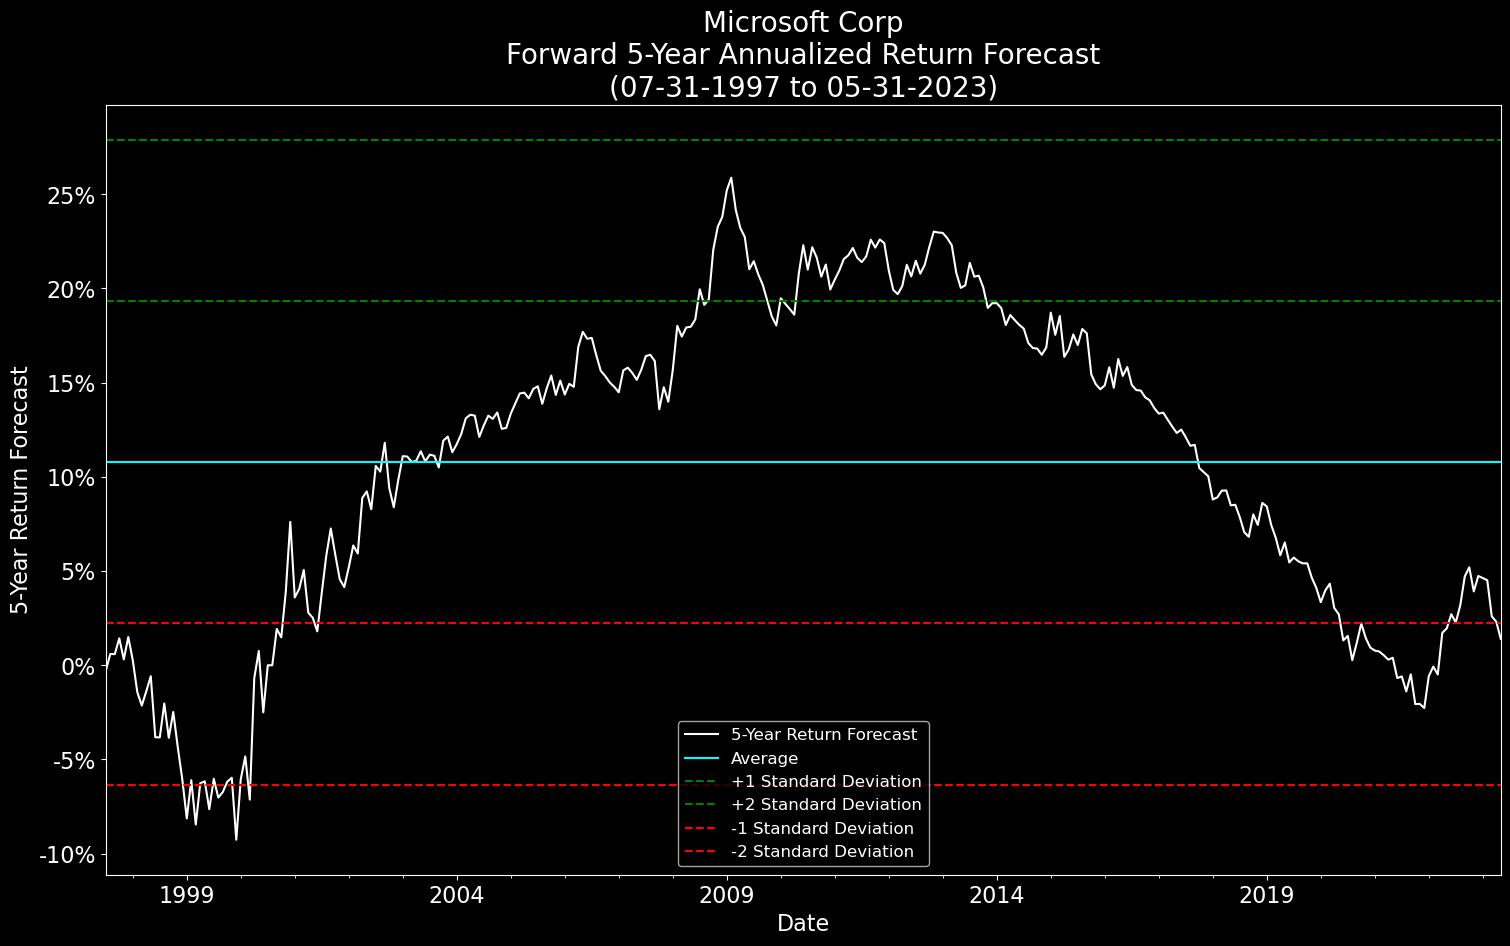 Microsoft Corp
Forward 5-Year Annualized Return Forecast
(07-31-1997 to 05-31-2023)
5-Year Return Forecast
25%
20%
15%
10%
5%
0%
-5%
-10%
5-Year Return Forecast
Average
+1 Standard Deviation
+2 Standard Deviation
-1 Standard Deviation
-2 Standard Deviation
1999 2004 2009 2014 2019
Date